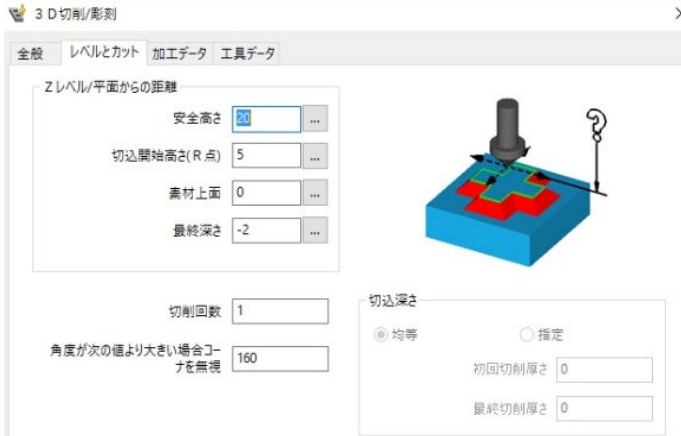 3D切削/彫刻
全般 レベルとカット 加工データ 工具データ
Zレベル/平面からの距離
安全高さ 20 ...
切込開始高さ(R点) 5 ...
素材上面 0 ...
最終深さ -2 ...
切削回数 1
角度が次の値より大きい場合コー
ナを無視 160
切込深さ
均等 指定
初回切削厚さ 0
最終切削厚さ 0